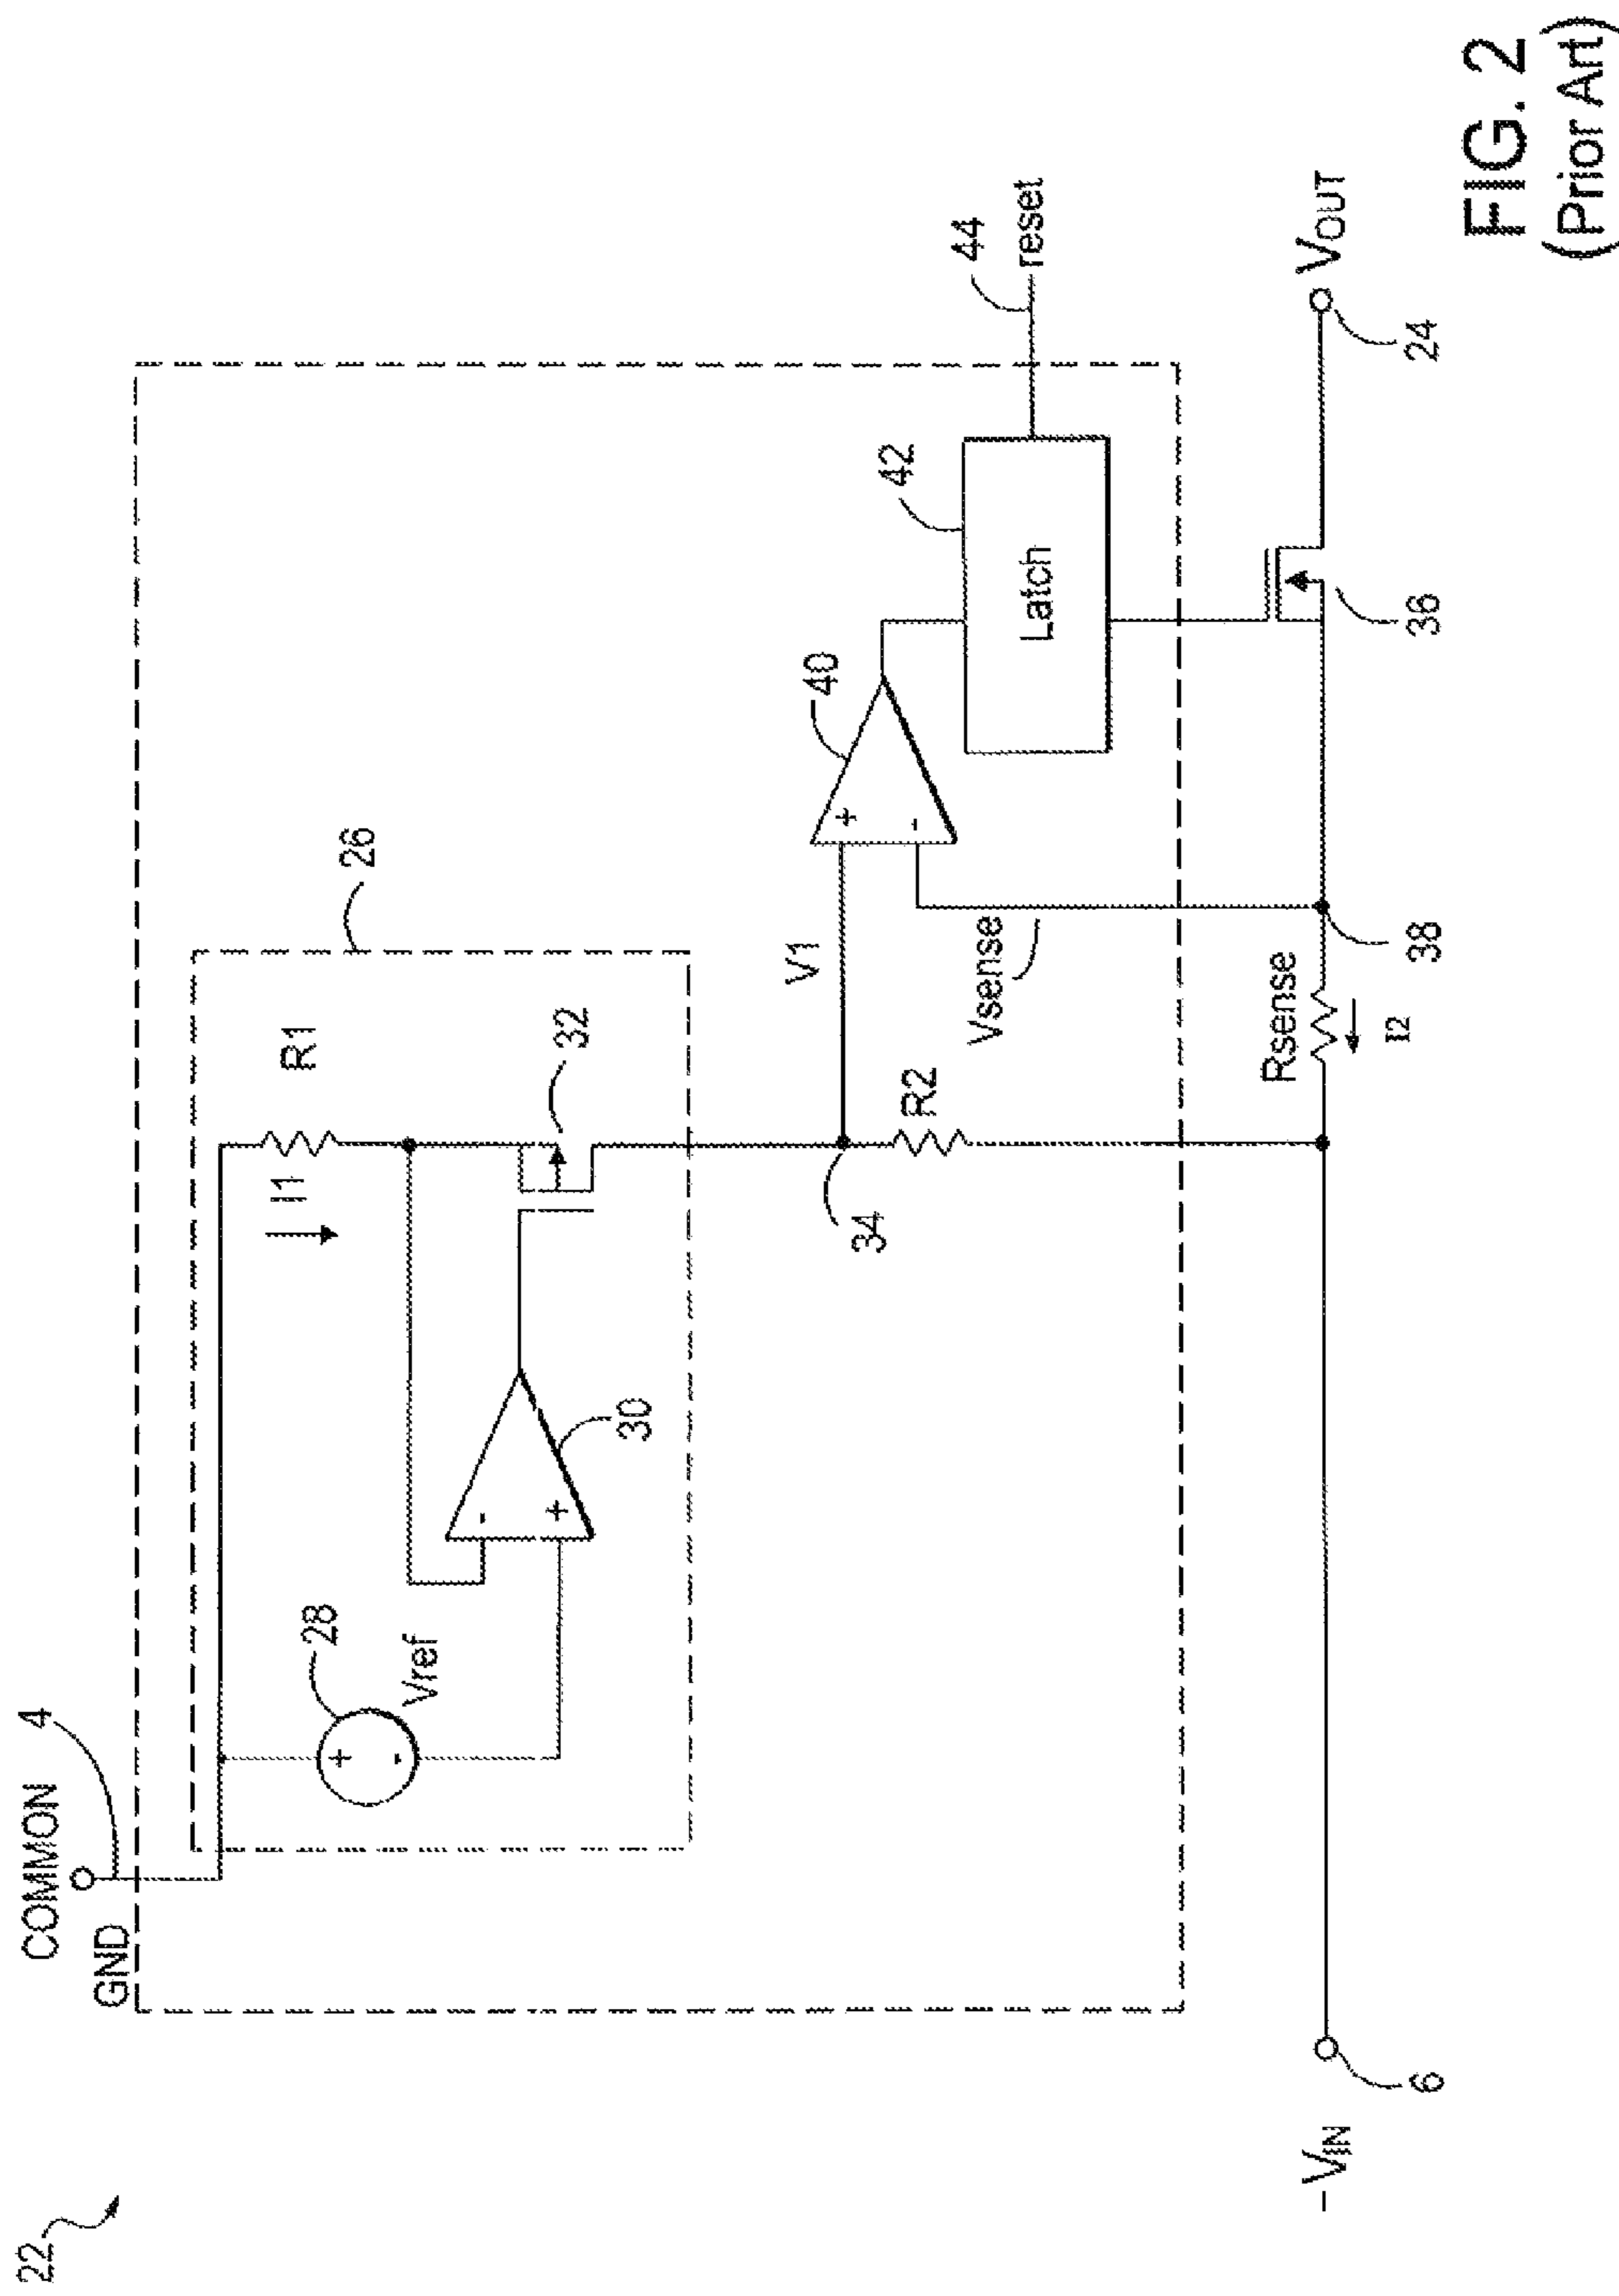 22
COMMON
4
GND
26
28
Vref
R1
I1
30
32
-
+
+
-
34
V1
R2
40
+
-
42
Latch
44
reset
Vsense
Rsense
I2
38
36
-VIN
6
VOUT
24
FIG. 2
(Prior Art)